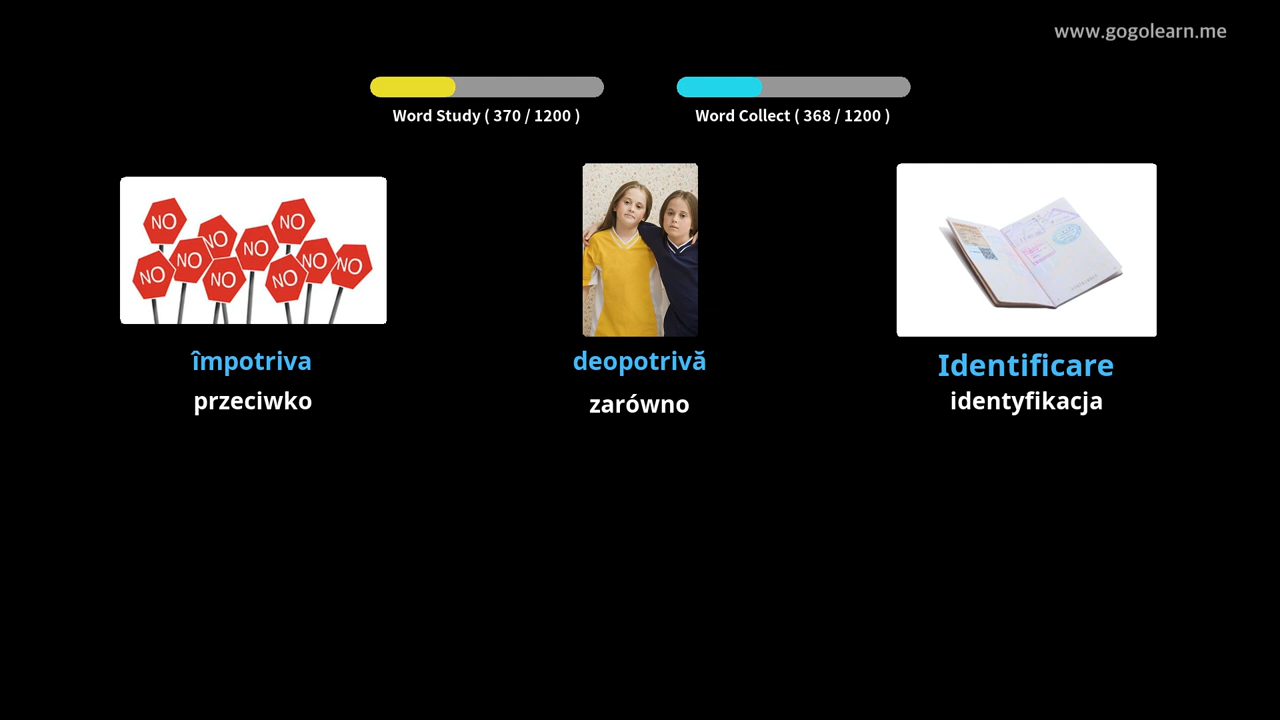 www.gogolearn.me
Word Study ( 370 / 1200 )
Word Collect ( 368 / 1200 )
NO
NO
NO
NO
NO
NO
NO
NO
NO
NO
împotriva
deopotrivă
Identificare
przeciwko
zarówno
identyfikacja